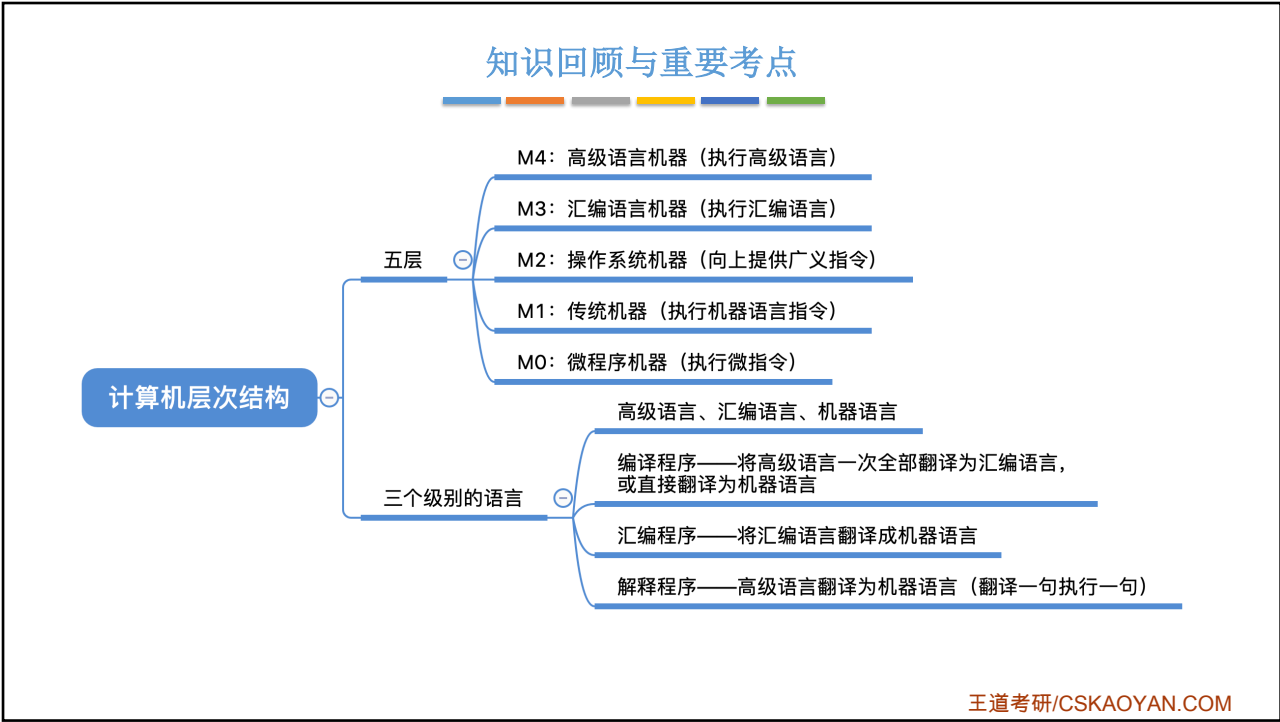 知识回顾与重要考点
M4：高级语言机器（执行高级语言）
M3：汇编语言机器（执行汇编语言）
五层
M2：操作系统机器（向上提供广义指令）
M1：传统机器（执行机器语言指令）
M0：微程序机器（执行微指令）
计算机层次结构
高级语言、汇编语言、机器语言
编译程序——将高级语言一次全部翻译为汇编语言，
或直接翻译为机器语言
三个级别的语言
汇编程序——将汇编语言翻译成机器语言
解释程序——高级语言翻译为机器语言（翻译一句执行一句）
王道考研/CSKAOYAN.COM